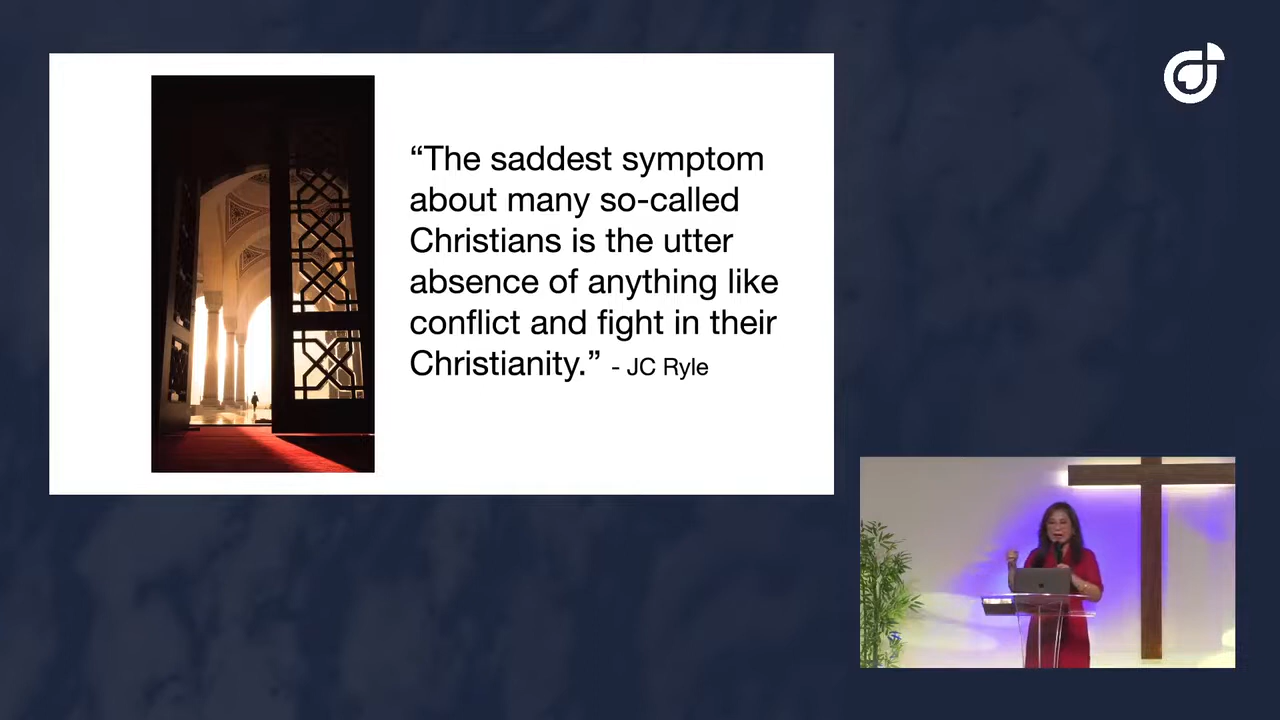 “The saddest symptom
about many so-called
Christians is the utter
absence of anything like
conflict and fight in their
Christianity.” - JC Ryle